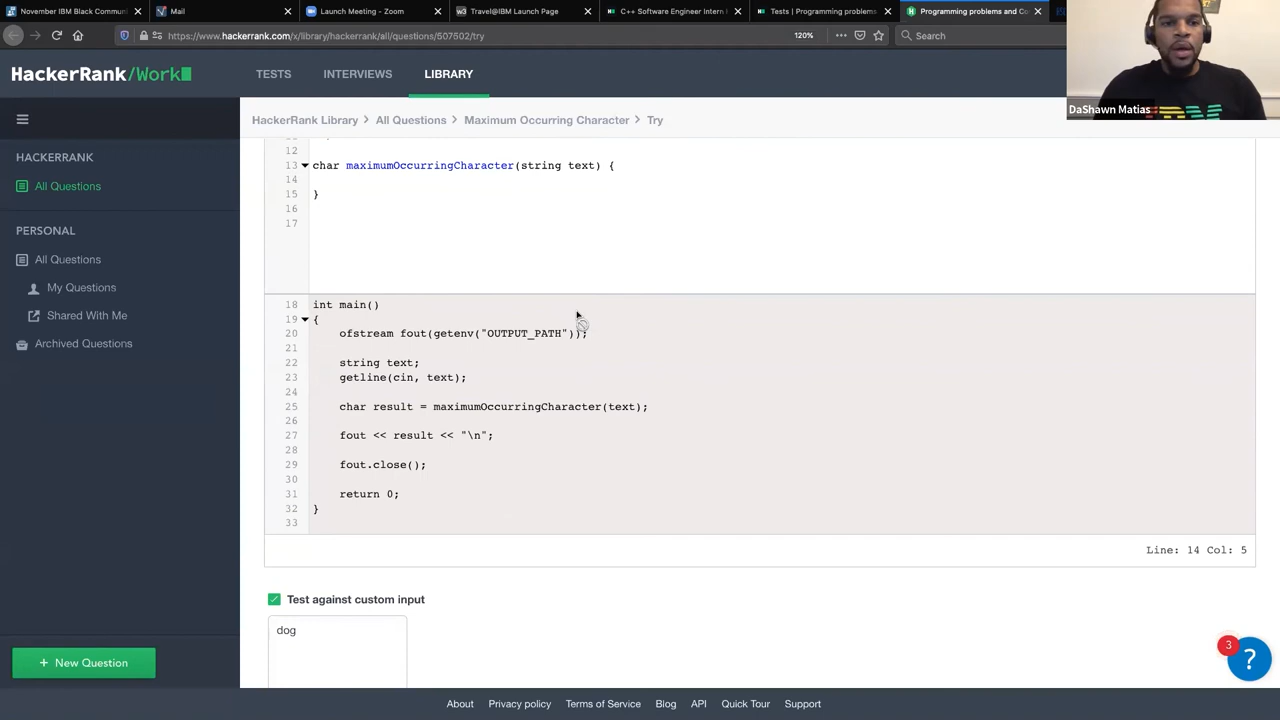 November IBM Black Commun
Mail
Launch Meeting - Zoom
Travel@IBM Launch Page
C++ Software Engineer Intern
Tests | Programming problems
Programming problems and Co
https://www.hackerrank.com/x/library/hackerrank/all/questions/507602/try
120%
Search
HackerRank/Work
TESTS
INTERVIEWS
LIBRARY
DaShawn Matias
HackerRank Library > All Questions > Maximum Occurring Character > Try
HACKERRANK
All Questions
PERSONAL
All Questions
My Questions
Shared With Me
Archived Questions
+ New Question
12
13 char maximumOccurringCharacter(string text) {
14
15 }
16
17
18 int main()
19 {
20 ofstream fout(getenv("OUTPUT_PATH"));
21
22 string text;
23 getline(cin, text);
24
25 char result = maximumOccurringCharacter(text);
26
27 fout << result << "\n";
28
29 fout.close();
30
31 return 0;
32 }
33
Line: 14 Col: 5
Test against custom input
dog
3
?
About Privacy policy Terms of Service Blog API Quick Tour Support